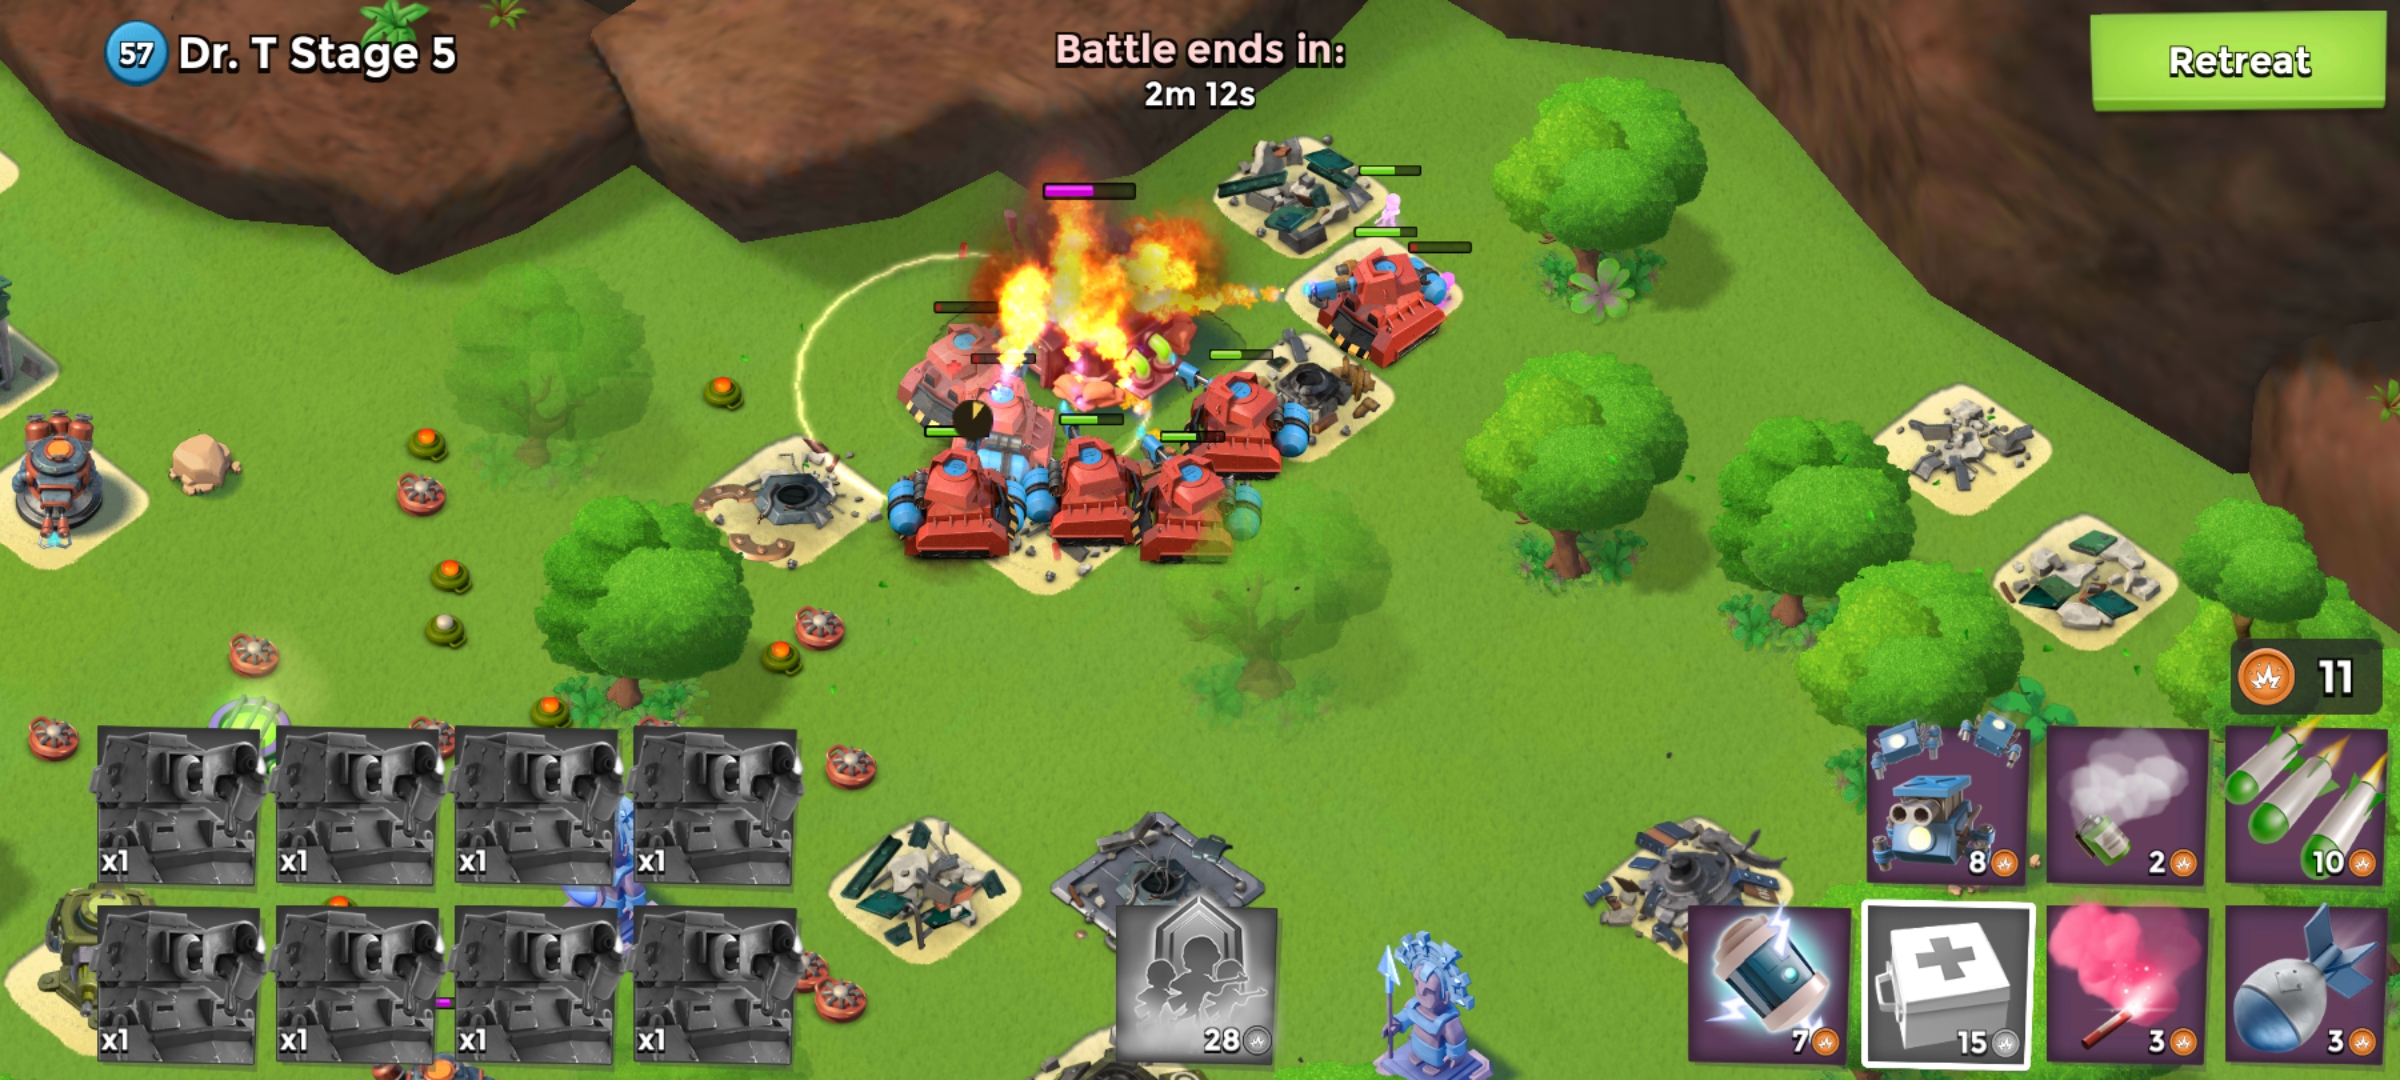 57 Dr. T Stage 5
Battle ends in:
2m 12s
Retreat
11
x1 x1 x1 x1
8 2 10
x1 x1 x1 x1
28 7 15 3 3